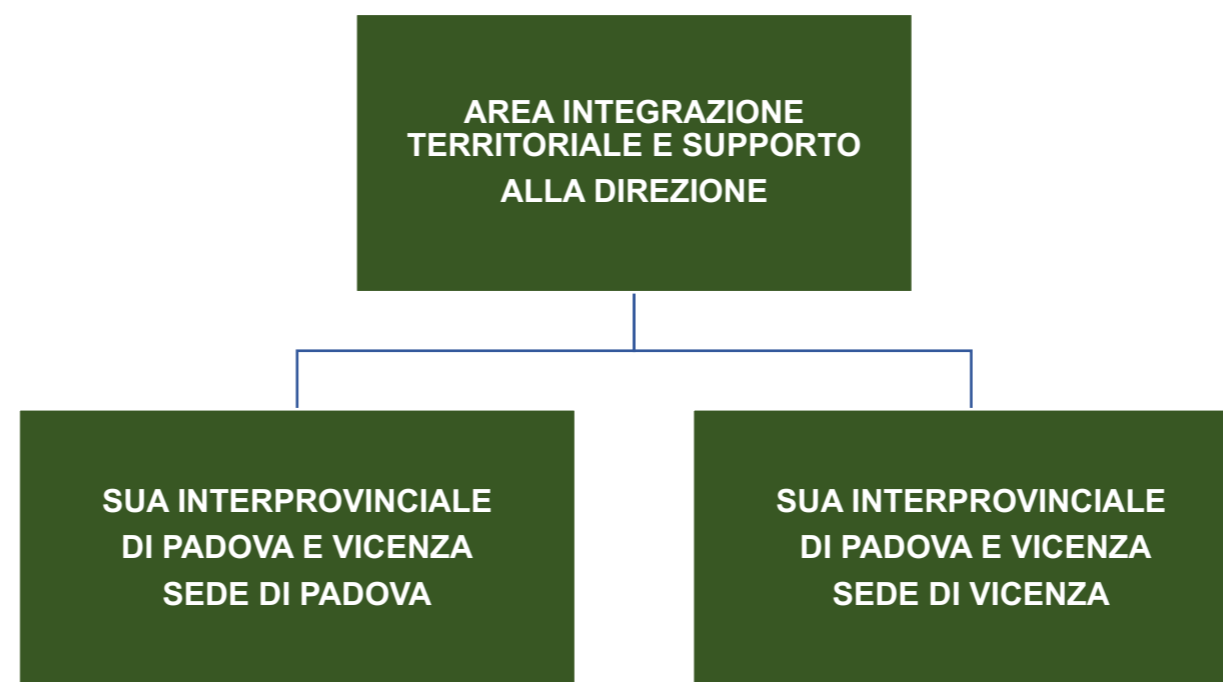 AREA INTEGRAZIONE
TERRITORIALE E SUPPORTO
ALLA DIREZIONE
SUA INTERPROVINCIALE
DI PADOVA E VICENZA
SEDE DI PADOVA
SUA INTERPROVINCIALE
DI PADOVA E VICENZA
SEDE DI VICENZA